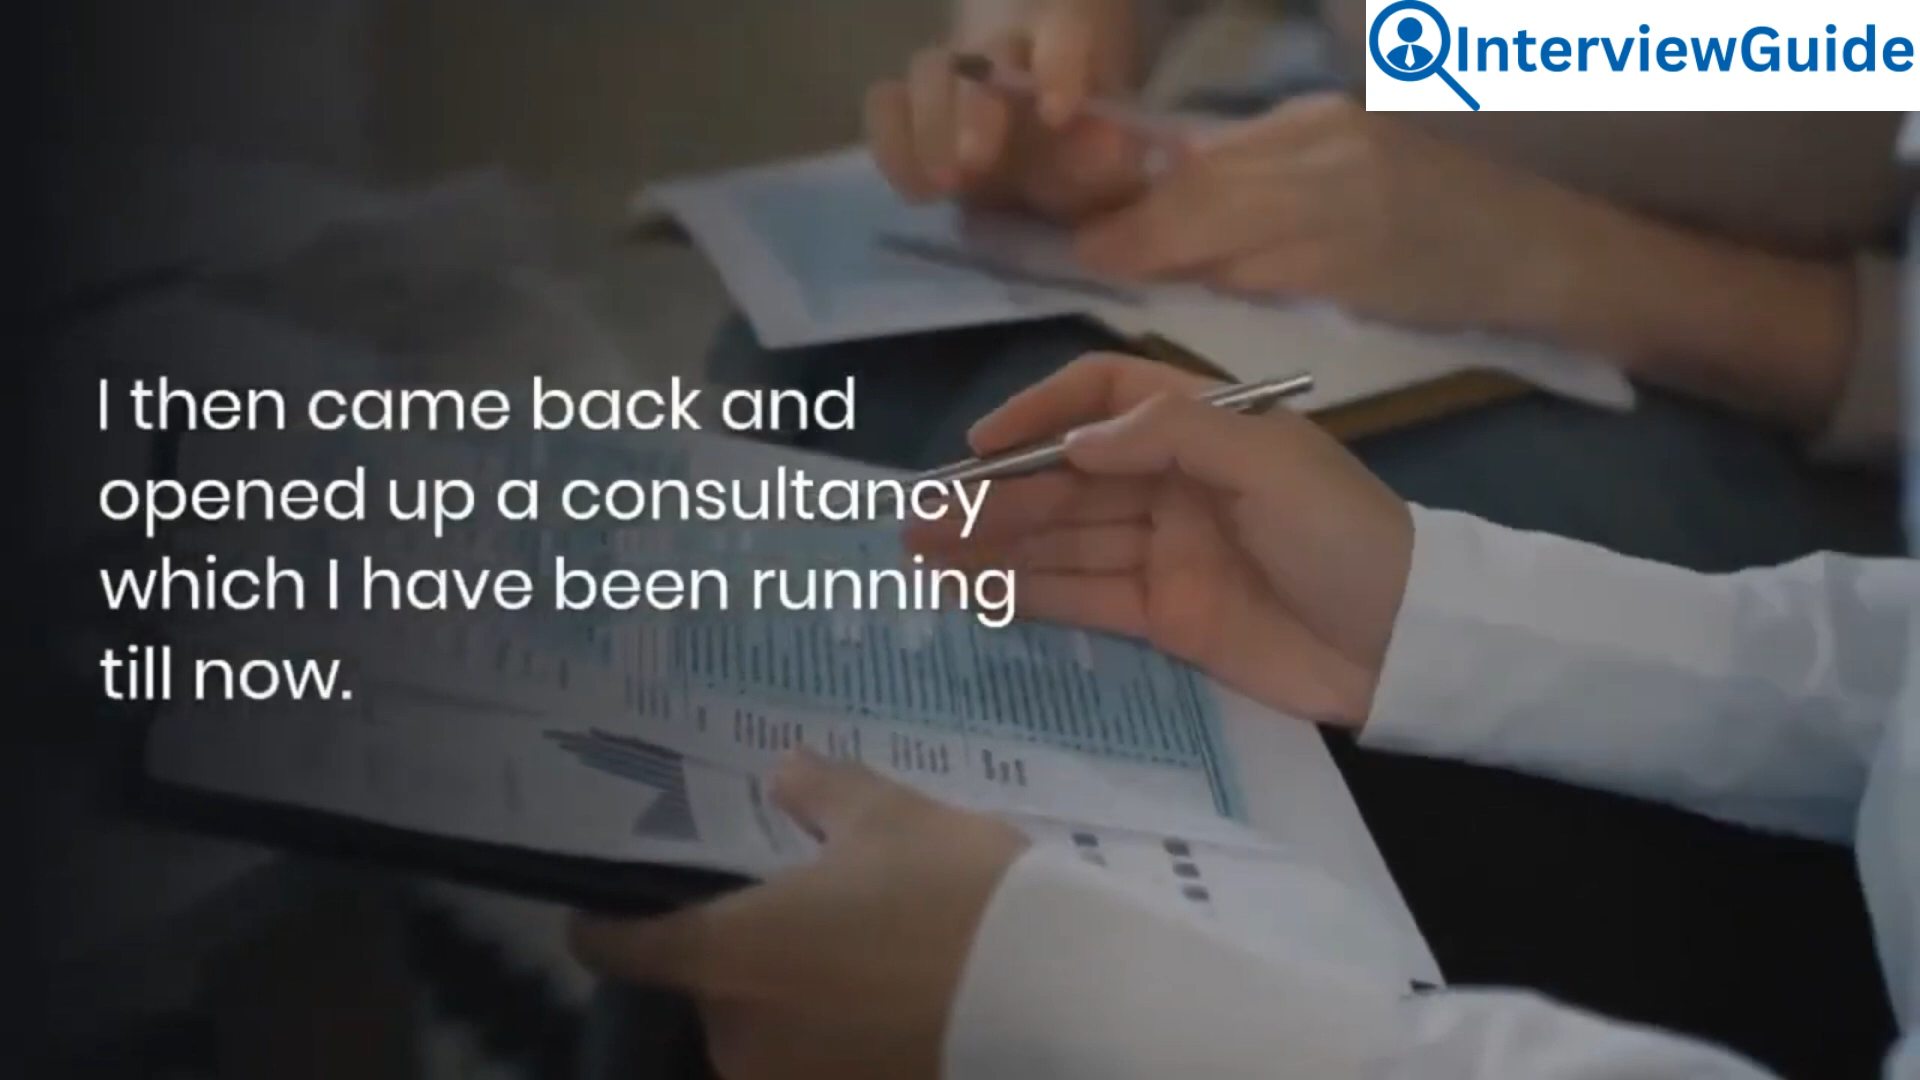 InterviewGuide
I then came back and
opened up a consultancy
which I have been running
till now.